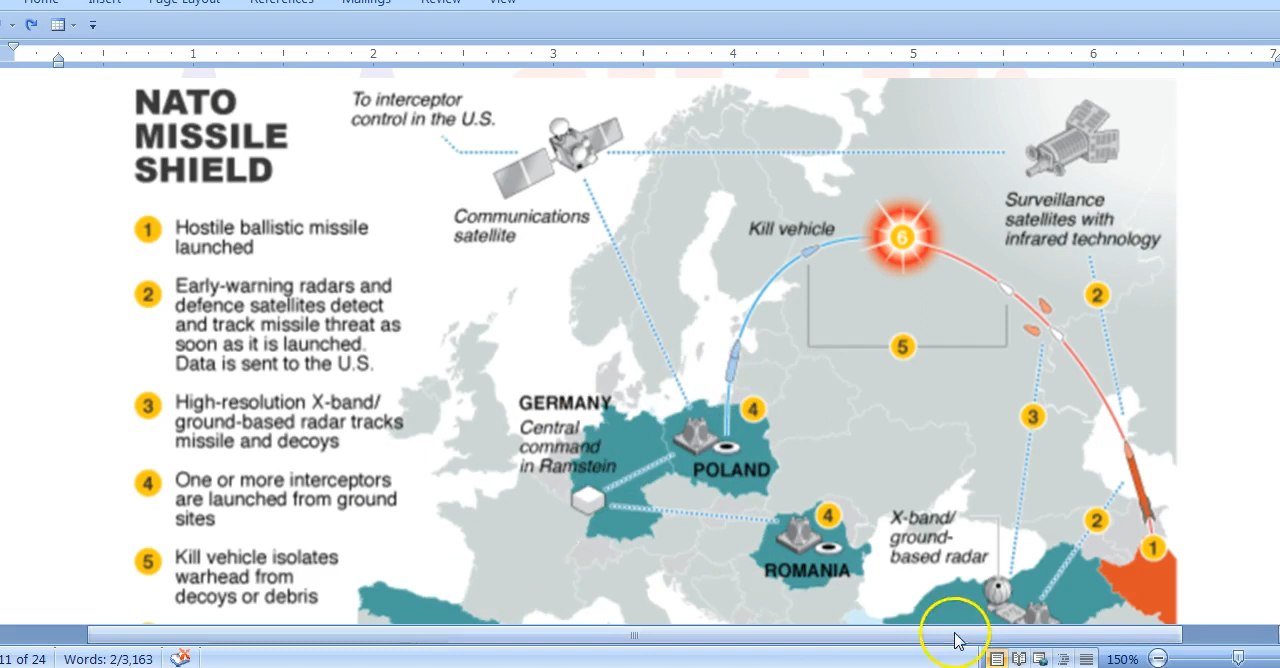 Home Insert Page Layout References Mailings Review View
1 2 3 4 5 6 7
NATO
MISSILE
SHIELD
1 Hostile ballistic missile
launched
2 Early-warning radars and
defence satellites detect
and track missile threat as
soon as it is launched.
Data is sent to the U.S.
3 High-resolution X-band/
ground-based radar tracks
missile and decoys
4 One or more interceptors
are launched from ground
sites
5 Kill vehicle isolates
warhead from
decoys or debris
To interceptor
control in the U.S.
Communications
satellite
Kill vehicle
6
Surveillance
satellites with
infrared technology
2
5
3
GERMANY
Central
command
in Ramstein
4
POLAND
4
ROMANIA
X-band/
ground-
based radar
2
1
11 of 24 Words: 2/3,163 150%